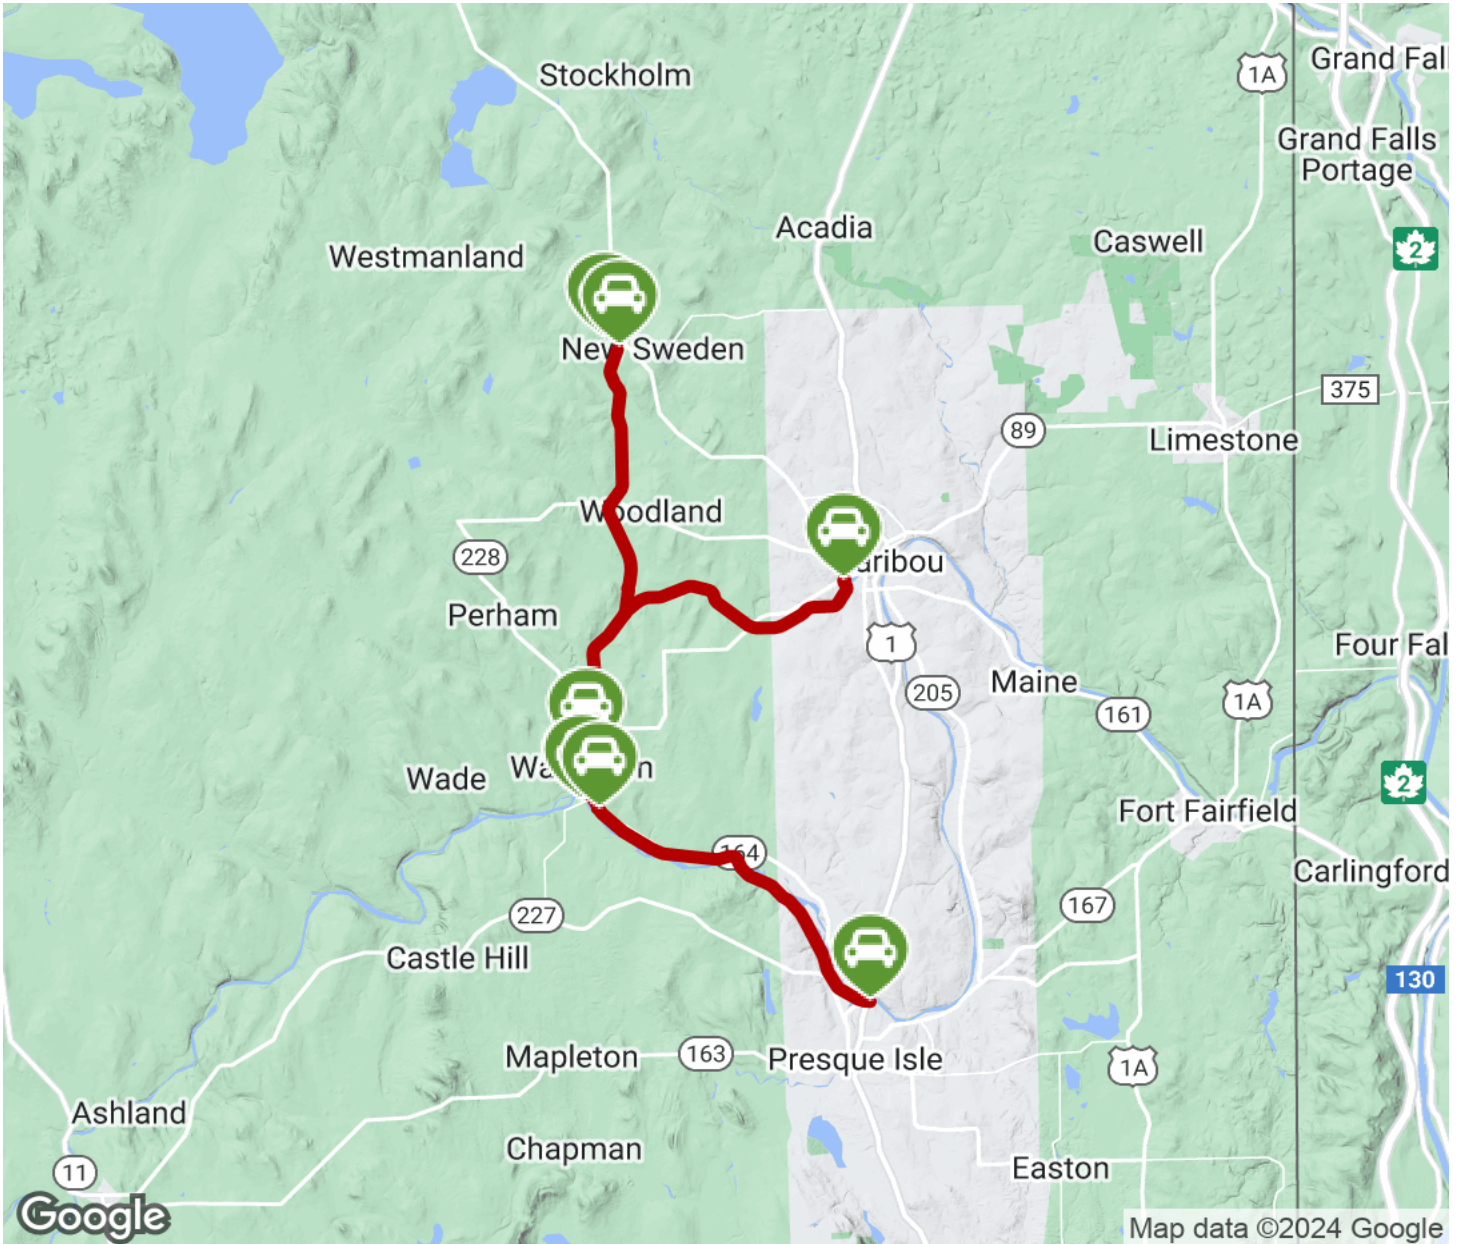 Stockholm
1A
Grand Fal
Grand Falls
Portage
Acadia
Caswell
2
Westmanland
New Sweden
375
89
Limestone
Woodland
228
aribou
Perham
1
Four Fal
205
Maine
1A
161
Wade
Wa n
2
Fort Fairfield
164
Carlingford
227
167
Castle Hill
130
Mapleton
163
Presque Isle
1A
Ashland
Chapman
Easton
11
Google
Map data ©2024 Google